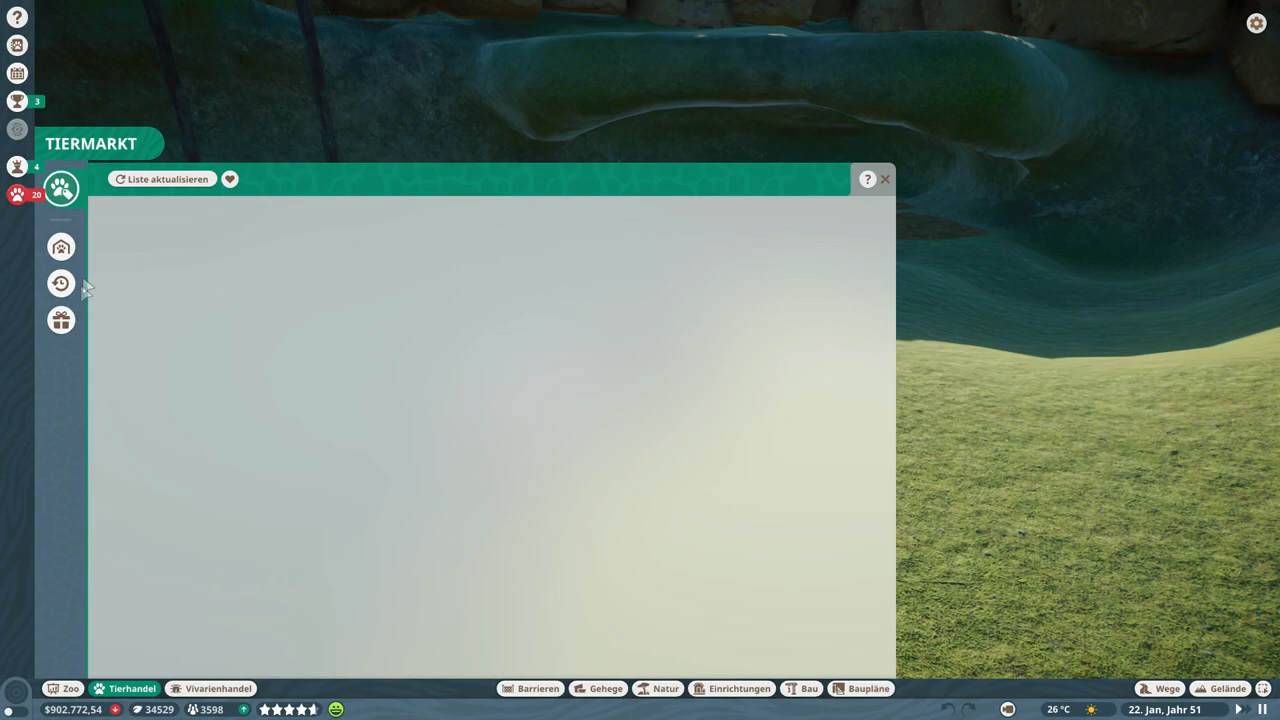 ?
3
TIERMARKT
4
20
Liste aktualisieren
?
Zoo
Tierhandel
Vivarienhandel
Barrieren
Gehege
Natur
Einrichtungen
Bau
Baupläne
Wege
Gelände
$902.772,54
34529
3598
26 °C
22. Jan, Jahr 51